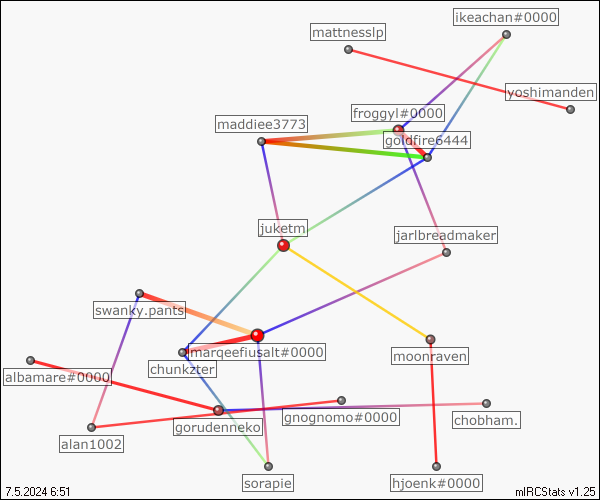 ikeachan#0000
mattnesslp
yoshimanden
froggyl#0000
maddiee3773
goldfire6444
juketm
jarlbreadmaker
swanky.pants
marqeefiusalt#0000
moonraven
chunkzter
albamare#0000
gnognomo#0000
chobham.
gorudenneko
alan1002
sorapie
hjoenk#0000
7.5.2024 6:51
mIRCStats v1.25